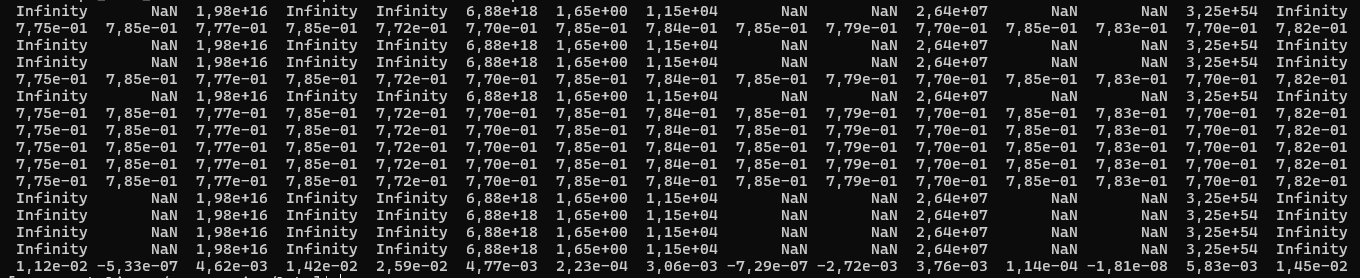 Infinity NaN 1,98e+16 Infinity Infinity 6,88e+18 1,65e+00 1,15e+04 NaN NaN 2,64e+07 NaN NaN 3,25e+54 Infinity
7,75e-01 7,85e-01 7,77e-01 7,85e-01 7,72e-01 7,70e-01 7,85e-01 7,84e-01 7,85e-01 7,79e-01 7,70e-01 7,85e-01 7,83e-01 7,70e-01 7,82e-01
Infinity NaN 1,98e+16 Infinity Infinity 6,88e+18 1,65e+00 1,15e+04 NaN NaN 2,64e+07 NaN NaN 3,25e+54 Infinity
Infinity NaN 1,98e+16 Infinity Infinity 6,88e+18 1,65e+00 1,15e+04 NaN NaN 2,64e+07 NaN NaN 3,25e+54 Infinity
7,75e-01 7,85e-01 7,77e-01 7,85e-01 7,72e-01 7,70e-01 7,85e-01 7,84e-01 7,85e-01 7,79e-01 7,70e-01 7,85e-01 7,83e-01 7,70e-01 7,82e-01
Infinity NaN 1,98e+16 Infinity Infinity 6,88e+18 1,65e+00 1,15e+04 NaN NaN 2,64e+07 NaN NaN 3,25e+54 Infinity
7,75e-01 7,85e-01 7,77e-01 7,85e-01 7,72e-01 7,70e-01 7,85e-01 7,84e-01 7,85e-01 7,79e-01 7,70e-01 7,85e-01 7,83e-01 7,70e-01 7,82e-01
7,75e-01 7,85e-01 7,77e-01 7,85e-01 7,72e-01 7,70e-01 7,85e-01 7,84e-01 7,85e-01 7,79e-01 7,70e-01 7,85e-01 7,83e-01 7,70e-01 7,82e-01
7,75e-01 7,85e-01 7,77e-01 7,85e-01 7,72e-01 7,70e-01 7,85e-01 7,84e-01 7,85e-01 7,79e-01 7,70e-01 7,85e-01 7,83e-01 7,70e-01 7,82e-01
7,75e-01 7,85e-01 7,77e-01 7,85e-01 7,72e-01 7,70e-01 7,85e-01 7,84e-01 7,85e-01 7,79e-01 7,70e-01 7,85e-01 7,83e-01 7,70e-01 7,82e-01
7,75e-01 7,85e-01 7,77e-01 7,85e-01 7,72e-01 7,70e-01 7,85e-01 7,84e-01 7,85e-01 7,79e-01 7,70e-01 7,85e-01 7,83e-01 7,70e-01 7,82e-01
Infinity NaN 1,98e+16 Infinity Infinity 6,88e+18 1,65e+00 1,15e+04 NaN NaN 2,64e+07 NaN NaN 3,25e+54 Infinity
Infinity NaN 1,98e+16 Infinity Infinity 6,88e+18 1,65e+00 1,15e+04 NaN NaN 2,64e+07 NaN NaN 3,25e+54 Infinity
Infinity NaN 1,98e+16 Infinity Infinity 6,88e+18 1,65e+00 1,15e+04 NaN NaN 2,64e+07 NaN NaN 3,25e+54 Infinity
Infinity NaN 1,98e+16 Infinity Infinity 6,88e+18 1,65e+00 1,15e+04 NaN NaN 2,64e+07 NaN NaN 3,25e+54 Infinity
1,12e-02 -5,33e-07 4,62e-03 1,42e-02 2,59e-02 4,77e-03 2,23e-04 3,06e-03 -7,29e-07 -2,72e-03 3,76e-03 1,14e-04 -1,81e-08 5,83e-03 1,45e-02